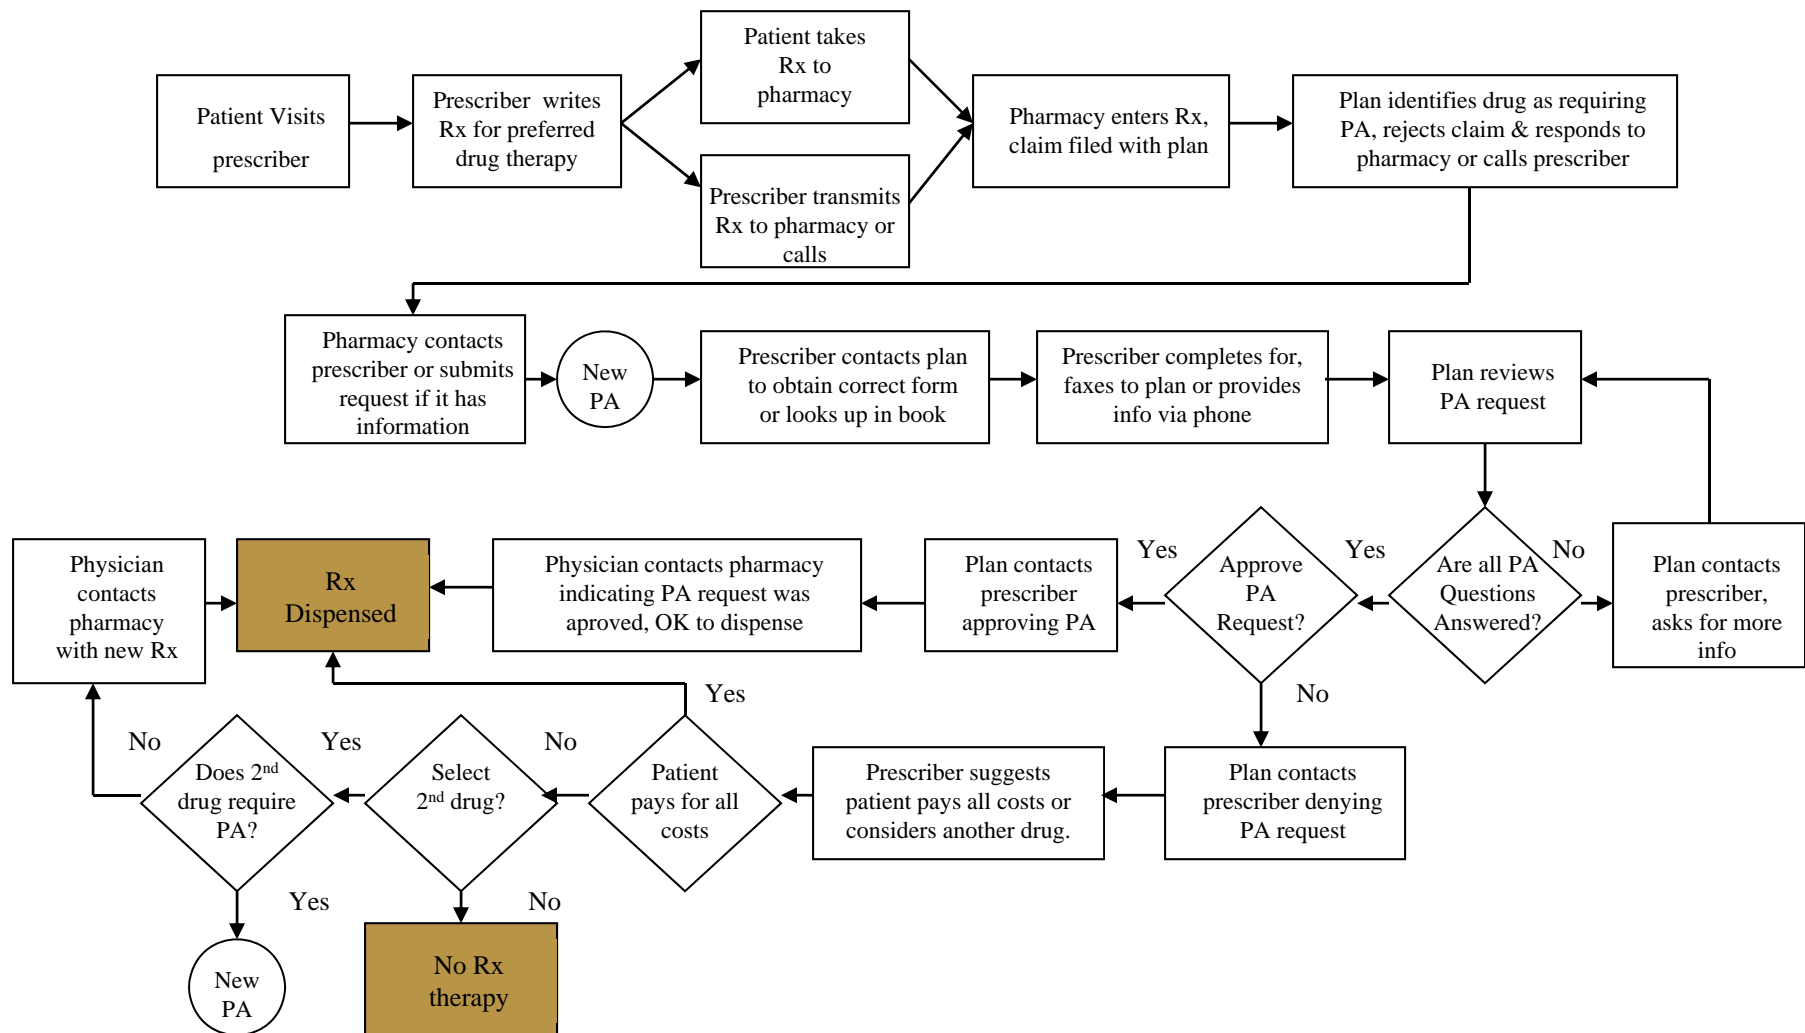 Patient takes
Rx to
pharmacy
Patient Visits
prescriber
Prescriber writes
Rx for preferred
drug therapy
Prescriber transmits
Rx to pharmacy or
calls
Pharmacy enters Rx,
claim filed with plan
Plan identifies drug as requiring
PA, rejects claim & responds to
pharmacy or calls prescriber
Pharmacy contacts
prescriber or submits
request if it has
information
New
PA
Prescriber contacts plan
to obtain correct form
or looks up in book
Prescriber completes for,
faxes to plan or provides
info via phone
Plan reviews
PA request
Physician
contacts
pharmacy
with new Rx
Rx
Dispensed
Physician contacts pharmacy
indicating PA request was
aproved, OK to dispense
Plan contacts
prescriber
approving PA
Yes
Approve
PA
Request?
Yes
Are all PA
Questions
Answered?
No
Plan contacts
prescriber,
asks for more
info
Yes
No
No
Does 2nd
drug require
PA?
Yes
Select
2nd drug?
No
Patient
pays for all
costs
Prescriber suggests
patient pays all costs or
considers another drug.
Plan contacts
prescriber denying
PA request
Yes
No
New
PA
No Rx
therapy